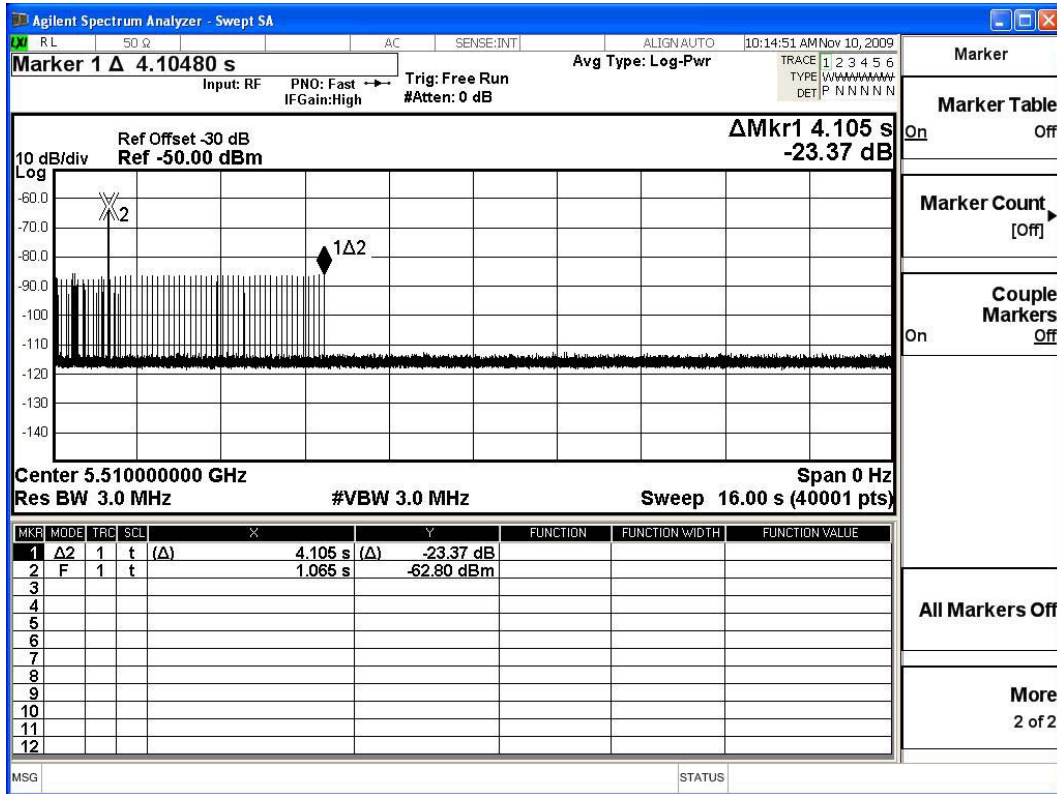 Agilent Spectrum Analyzer - Swept SA
LXI RL 50 Ω AC SENSE:INT ALIGN AUTO 10:14:51 AM Nov 10, 2009
Marker 1 Δ 4.10480 s
Input: RF
PNO: Fast
IFGain:High
Trig: Free Run
#Atten: 0 dB
Avg Type: Log-Pwr
TRACE 1 2 3 4 5 6
TYPE WWWWWW
DET P N N N N N
Ref Offset -30 dB
Ref -50.00 dBm
10 dB/div
Log
ΔMkr1 4.105 s
-23.37 dB
-60.0
-70.0
-80.0
-90.0
-100
-110
-120
-130
-140
2
1Δ2
Center 5.510000000 GHz
Span 0 Hz
Res BW 3.0 MHz
#VBW 3.0 MHz
Sweep 16.00 s (40001 pts)
MKR MODE TRC SCL X Y FUNCTION FUNCTION WIDTH FUNCTION VALUE
1 Δ2 1 t (Δ) 4.105 s (Δ) -23.37 dB
2 F 1 t 1.065 s -62.80 dBm
3
4
5
6
7
8
9
10
11
12
MSG
STATUS
Marker
Marker Table
On Off
Marker Count
[Off]
Couple
Markers
On Off
All Markers Off
More
2 of 2